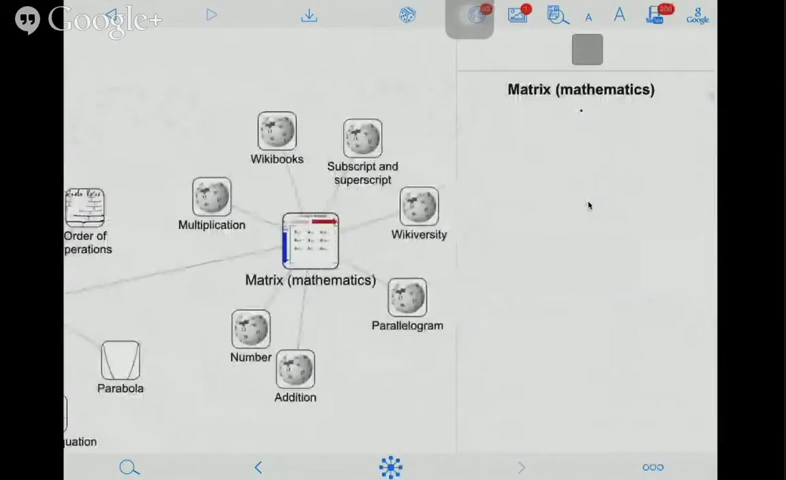 Google+
Google
Matrix (mathematics)
Wikibooks
Subscript and
superscript
Multiplication
Wikiversity
Order of
perations
Matrix (mathematics)
Parallelogram
Number
Parabola
Addition
uation
A
A